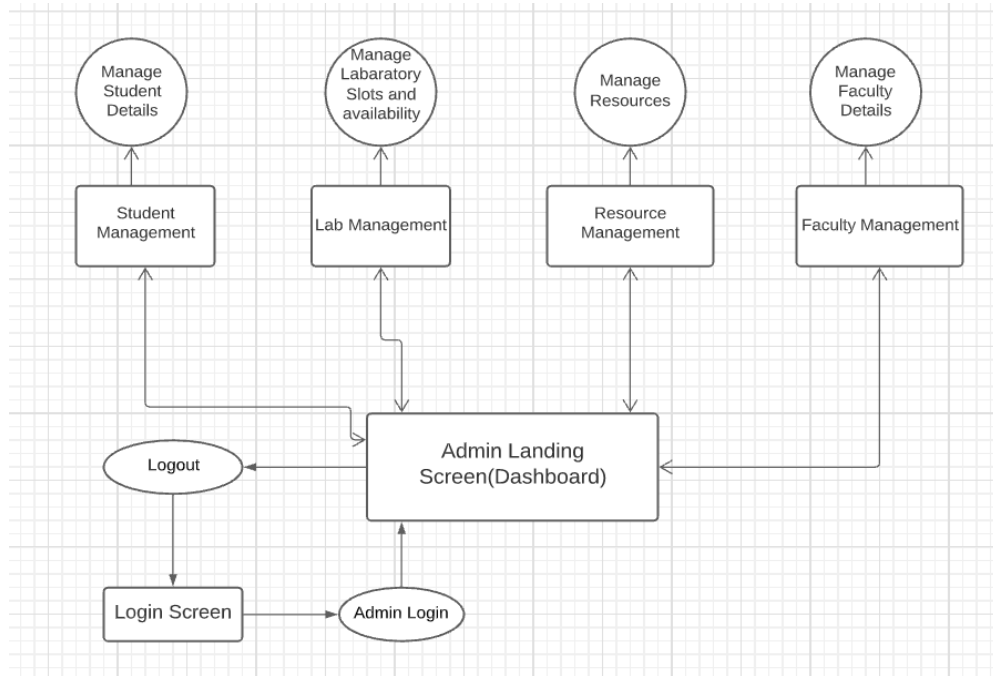 Manage
Student
Details
Manage
Labaratory
Slots and
availability
Manage
Resources
Manage
Faculty
Details
Student
Management
Lab Management
Resource
Management
Faculty Management
Admin Landing
Screen(Dashboard)
Logout
Login Screen
Admin Login